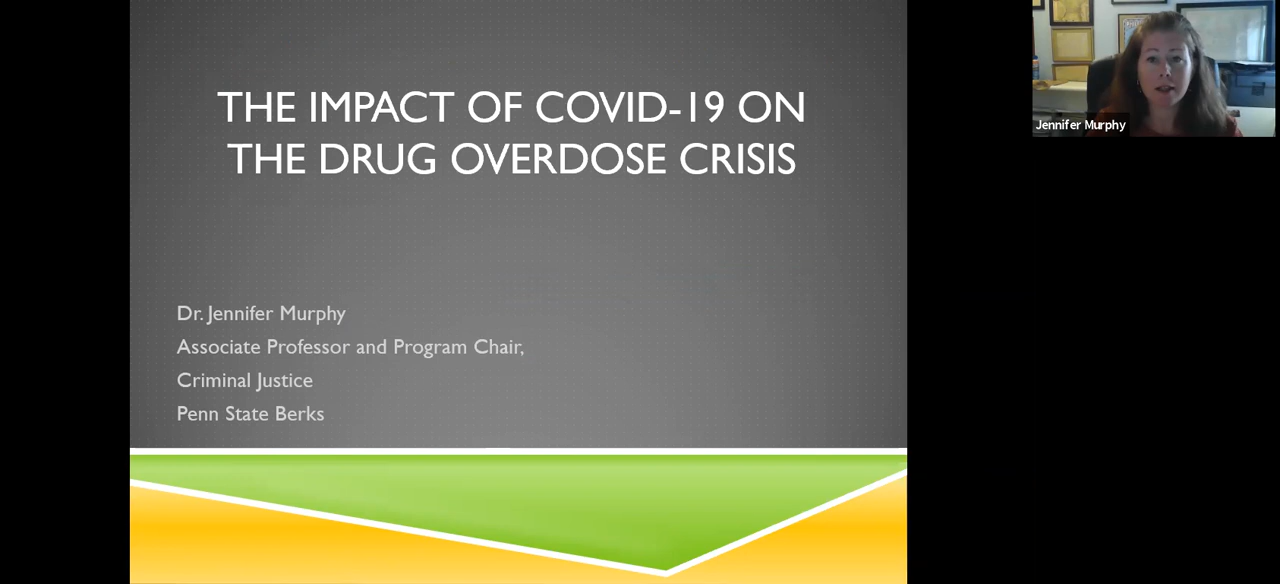 THE IMPACT OF COVID-19 ON
THE DRUG OVERDOSE CRISIS
Dr. Jennifer Murphy
Associate Professor and Program Chair,
Criminal Justice
Penn State Berks
Jennifer Murphy